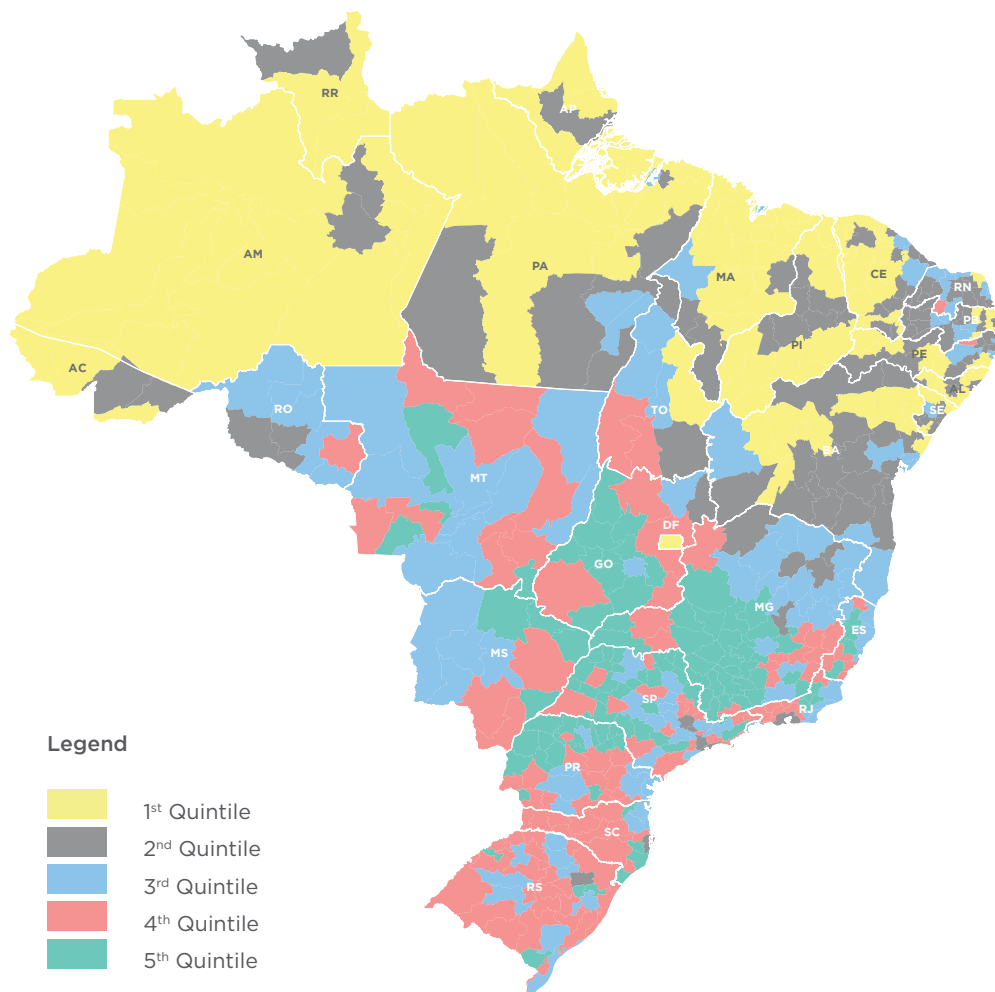 RR
AP
AM
PA
MA
CE
RN
PB
PI
PE
AC
AL
RO
TO
SE
BA
MT
DF
GO
MG
ES
MS
SP
RJ
Legend
PR
1st Quintile
SC
2nd Quintile
3rd Quintile
RS
4th Quintile
5th Quintile